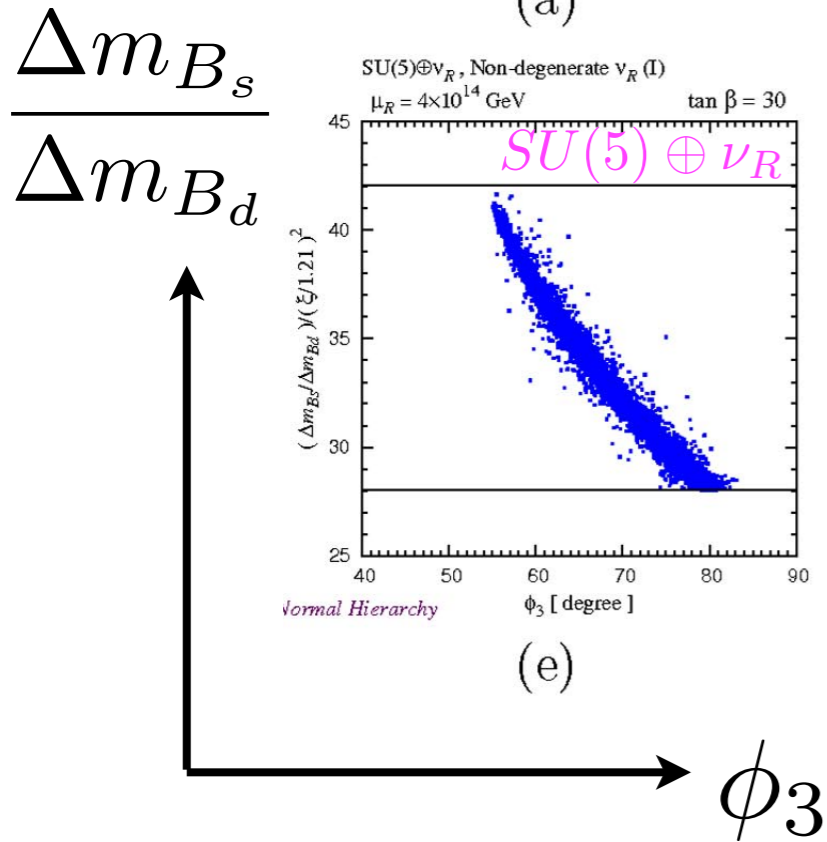 (a)
Δm_{B_s}
Δm_{B_d}
SU(5)⊕ν_R , Non-degenerate ν_R (I)
μ_R = 4×10^{14} GeV tan β = 30
SU(5) ⊕ ν_R
45
40
35
30
25
(Δm_{Bs}/Δm_{Bd})/(ξ/1.21)^2
40 50 60 70 80 90
ϕ_3 [ degree ]
Normal Hierarchy
(e)
ϕ_3